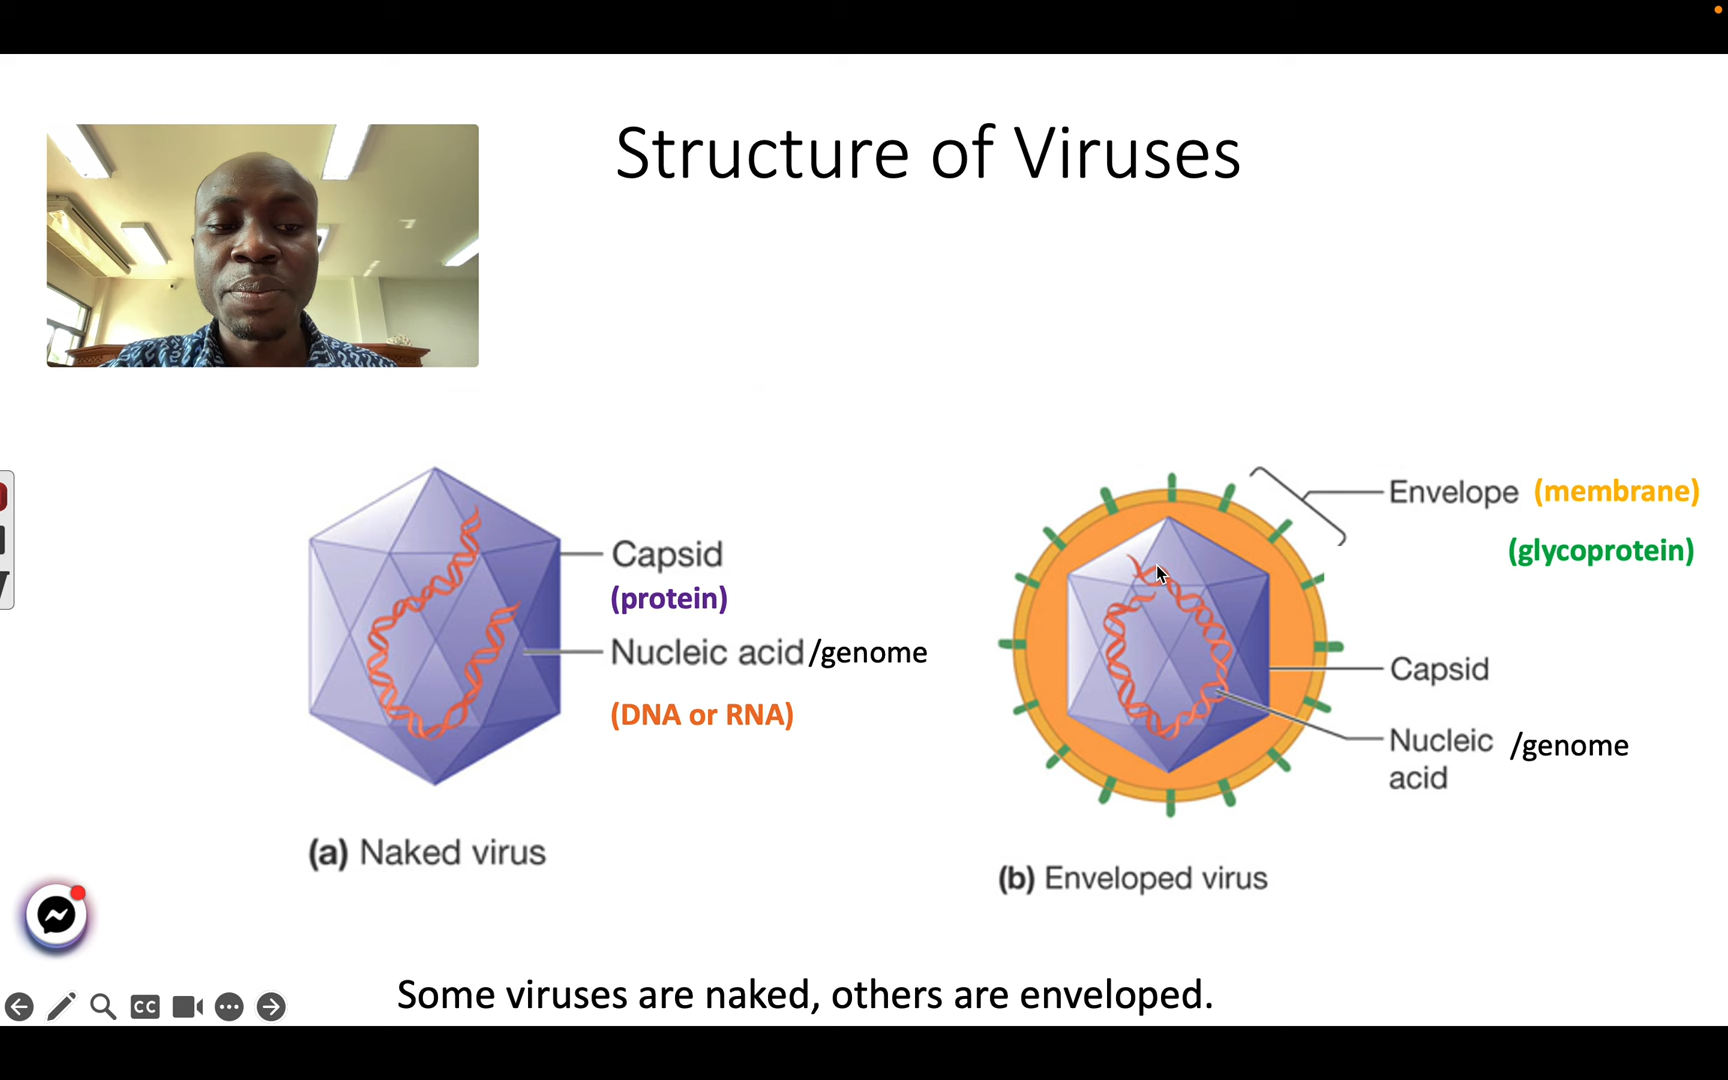 Structure of Viruses
Capsid
(protein)
Nucleic acid/genome
(DNA or RNA)
(a) Naked virus
Envelope (membrane)
(glycoprotein)
Capsid
Nucleic /genome
acid
(b) Enveloped virus
Some viruses are naked, others are enveloped.
CC